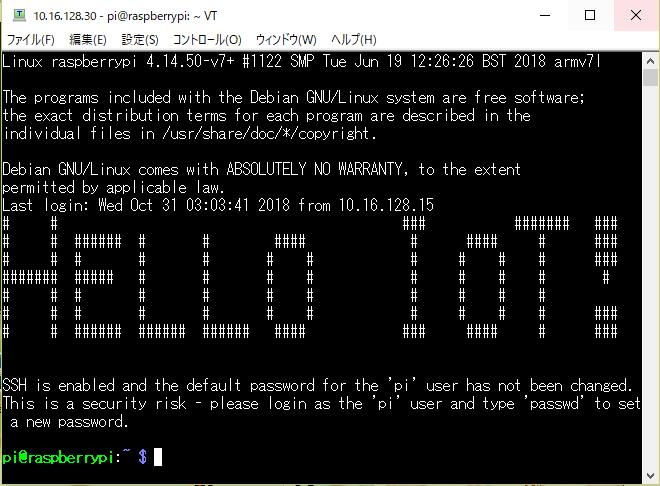 10.16.128.30 - pi@raspberrypi: ~ VT
ファイル(F) 編集(E) 設定(S) コントロール(O) ウィンドウ(W) ヘルプ(H)
Linux raspberrypi 4.14.50-v7+ #1122 SMP Tue Jun 19 12:26:26 BST 2018 armv7l
The programs included with the Debian GNU/Linux system are free software;
the exact distribution terms for each program are described in the
individual files in /usr/share/doc/*/copyright.
Debian GNU/Linux comes with ABSOLUTELY NO WARRANTY, to the extent
permitted by applicable law.
Last login: Wed Oct 31 03:03:41 2018 from 10.16.128.15
HELLO IoT!
SSH is enabled and the default password for the 'pi' user has not been changed.
This is a security risk - please login as the 'pi' user and type 'passwd' to set
a new password.
pi@raspberrypi:~ $